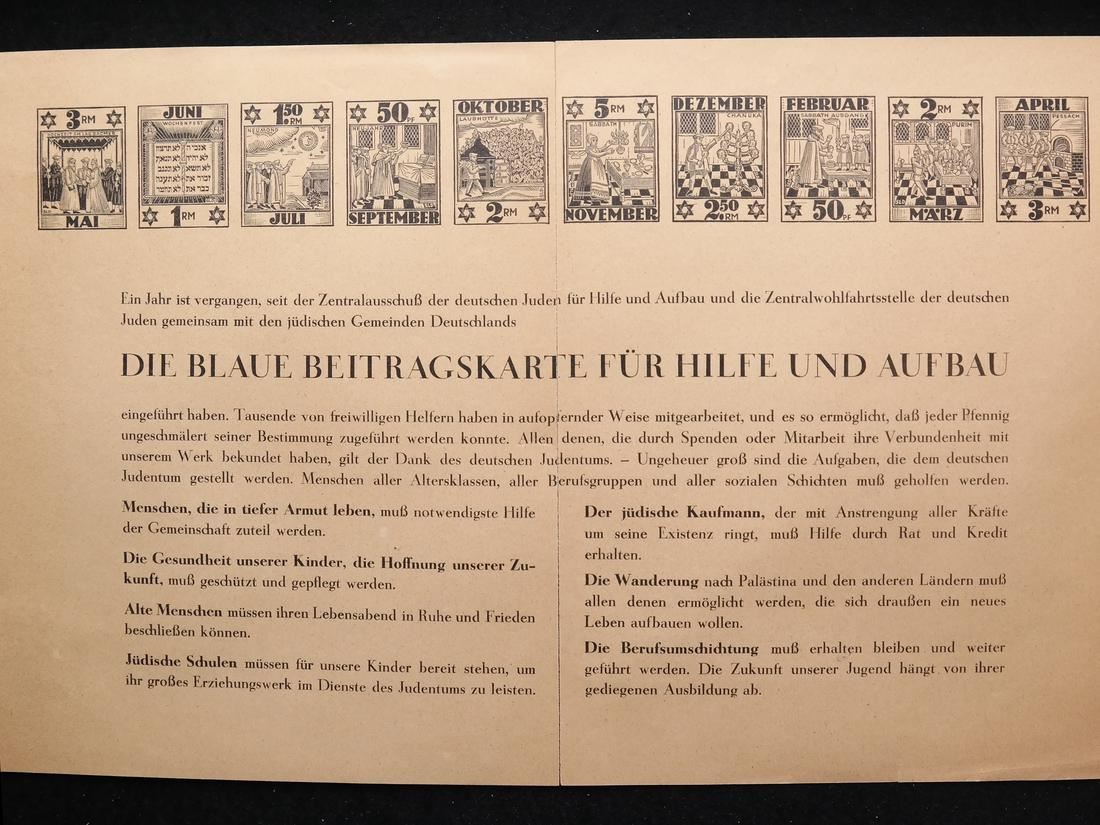 3 RM
HOCHZEIT
MAI
JUNI
WOCHENFEST
1 RM
1.50 RM
NEUMOND
JULI
50 PF
NEUJAHR
SEPTEMBER
OKTOBER
LAUBHÜTTE
2 RM
5 RM
SABBATH
NOVEMBER
DEZEMBER
CHANUKA
2.50 RM
FEBRUAR
SABBATH AUSGANG
50 PF
2 RM
PURIM
MÄRZ
APRIL
PESSACH
3 RM
Ein Jahr ist vergangen, seit der Zentralausschuß der deutschen Juden für Hilfe und Aufbau und die Zentralwohlfahrtsstelle der deutschen
Juden gemeinsam mit den jüdischen Gemeinden Deutschlands
DIE BLAUE BEITRAGSKARTE FÜR HILFE UND AUFBAU
eingeführt haben. Tausende von freiwilligen Helfern haben in aufopfernder Weise mitgearbeitet, und es so ermöglicht, daß jeder Pfennig
ungeschmälert seiner Bestimmung zugeführt werden konnte. Allen denen, die durch Spenden oder Mitarbeit ihre Verbundenheit mit
unserem Werk bekundet haben, gilt der Dank des deutschen Judentums. – Ungeheuer groß sind die Aufgaben, die dem deutschen
Judentum gestellt werden. Menschen aller Altersklassen, aller Berufsgruppen und aller sozialen Schichten muß geholfen werden.
Menschen, die in tiefer Armut leben, muß notwendigste Hilfe
der Gemeinschaft zuteil werden.
Die Gesundheit unserer Kinder, die Hoffnung unserer Zu-
kunft, muß geschützt und gepflegt werden.
Alte Menschen müssen ihren Lebensabend in Ruhe und Frieden
beschließen können.
Jüdische Schulen müssen für unsere Kinder bereit stehen, um
ihr großes Erziehungswerk im Dienste des Judentums zu leisten.
Der jüdische Kaufmann, der mit Anstrengung aller Kräfte
um seine Existenz ringt, muß Hilfe durch Rat und Kredit
erhalten.
Die Wanderung nach Palästina und den anderen Ländern muß
allen denen ermöglicht werden, die sich draußen ein neues
Leben aufbauen wollen.
Die Berufsumschichtung muß erhalten bleiben und weiter
geführt werden. Die Zukunft unserer Jugend hängt von ihrer
gediegenen Ausbildung ab.